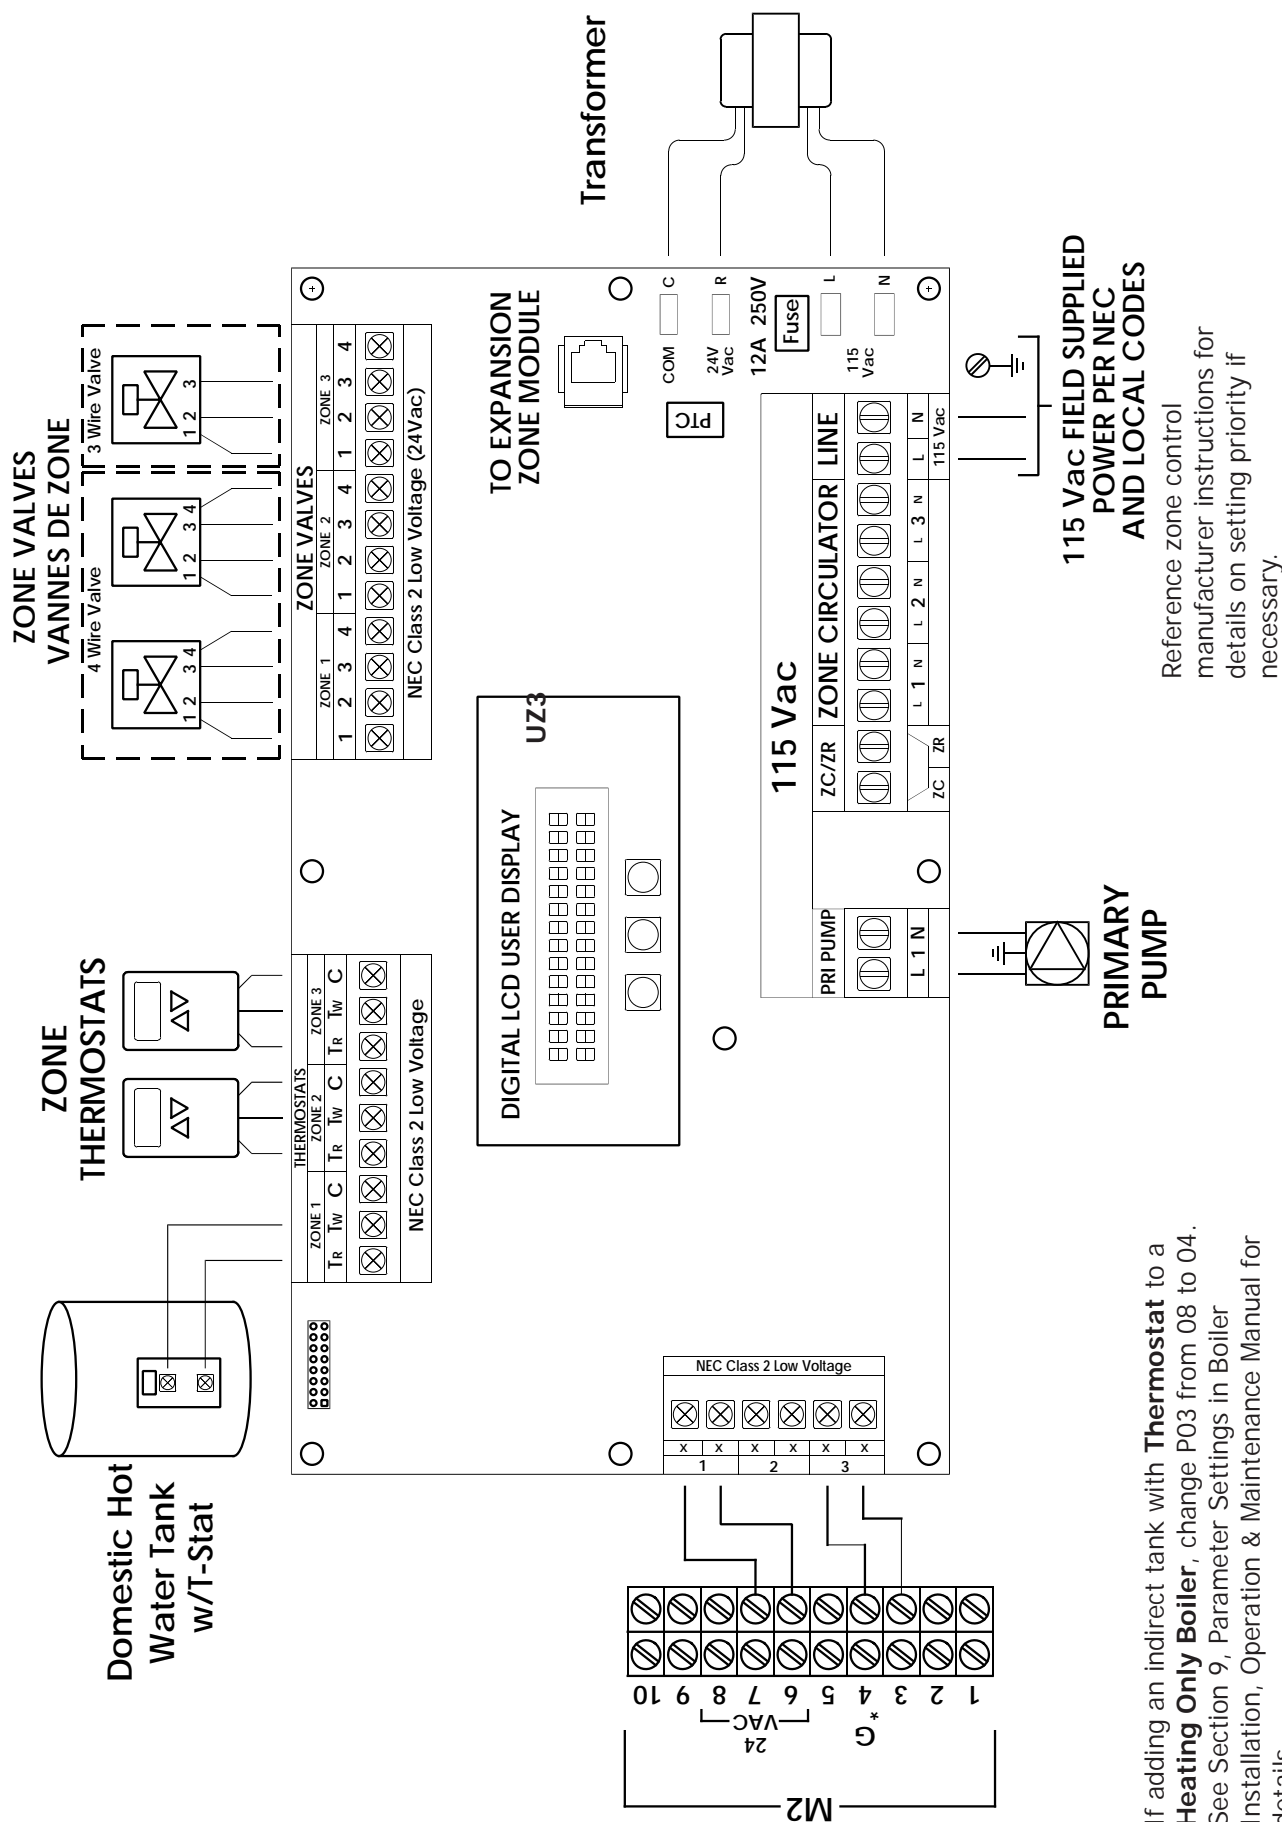 ZONE VALVES
VANNES DE ZONE
4 Wire Valve
3 Wire Valve
1 2 3 4
1 2 3 4
1 2 3
ZONE VALVES
ZONE 1
ZONE 2
ZONE 3
1 2 3 4 1 2 3 4 1 2 3 4
NEC Class 2 Low Voltage (24Vac)
ZONE
THERMOSTATS
THERMOSTATS
ZONE 1
ZONE 2
ZONE 3
TR TW C TR TW C TR TW C
NEC Class 2 Low Voltage
Domestic Hot
Water Tank
w/T-Stat
Transformer
TO EXPANSION
ZONE MODULE
COM
C
24V
Vac
R
12A 250V
Fuse
L
115
Vac
N
PTC
DIGITAL LCD USER DISPLAY
UZ3
115 Vac
PRI PUMP
ZC/ZR
ZONE CIRCULATOR
LINE
L 1 N
ZC
ZR
L 1 N
L 2 N
L 3 N
L
N
115 Vac
PRIMARY
PUMP
115 Vac FIELD SUPPLIED
POWER PER NEC
AND LOCAL CODES
Reference zone control
manufacturer instructions for
details on setting priority if
necessary.
NEC Class 2 Low Voltage
X X X X X X
1 2 3
10
9
8
7
6
5
4
3
2
1
24
VAC
*G
M2
If adding an indirect tank with Thermostat to a
Heating Only Boiler, change P03 from 08 to 04.
See Section 9, Parameter Settings in Boiler
Installation, Operation & Maintenance Manual for
details.